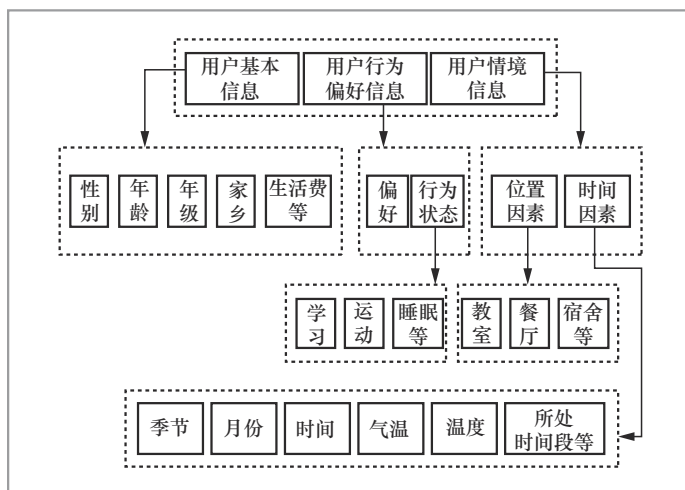 用户基本
信息
用户行为
偏好信息
用户情境
信息
性
别
年
龄
年
级
家
乡
生活费
等
偏
好
行为
状态
位置
因素
时间
因素
学
习
运
动
睡眠
等
教
室
餐
厅
宿舍
等
季节
月份
时间
气温
温度
所处
时间段等